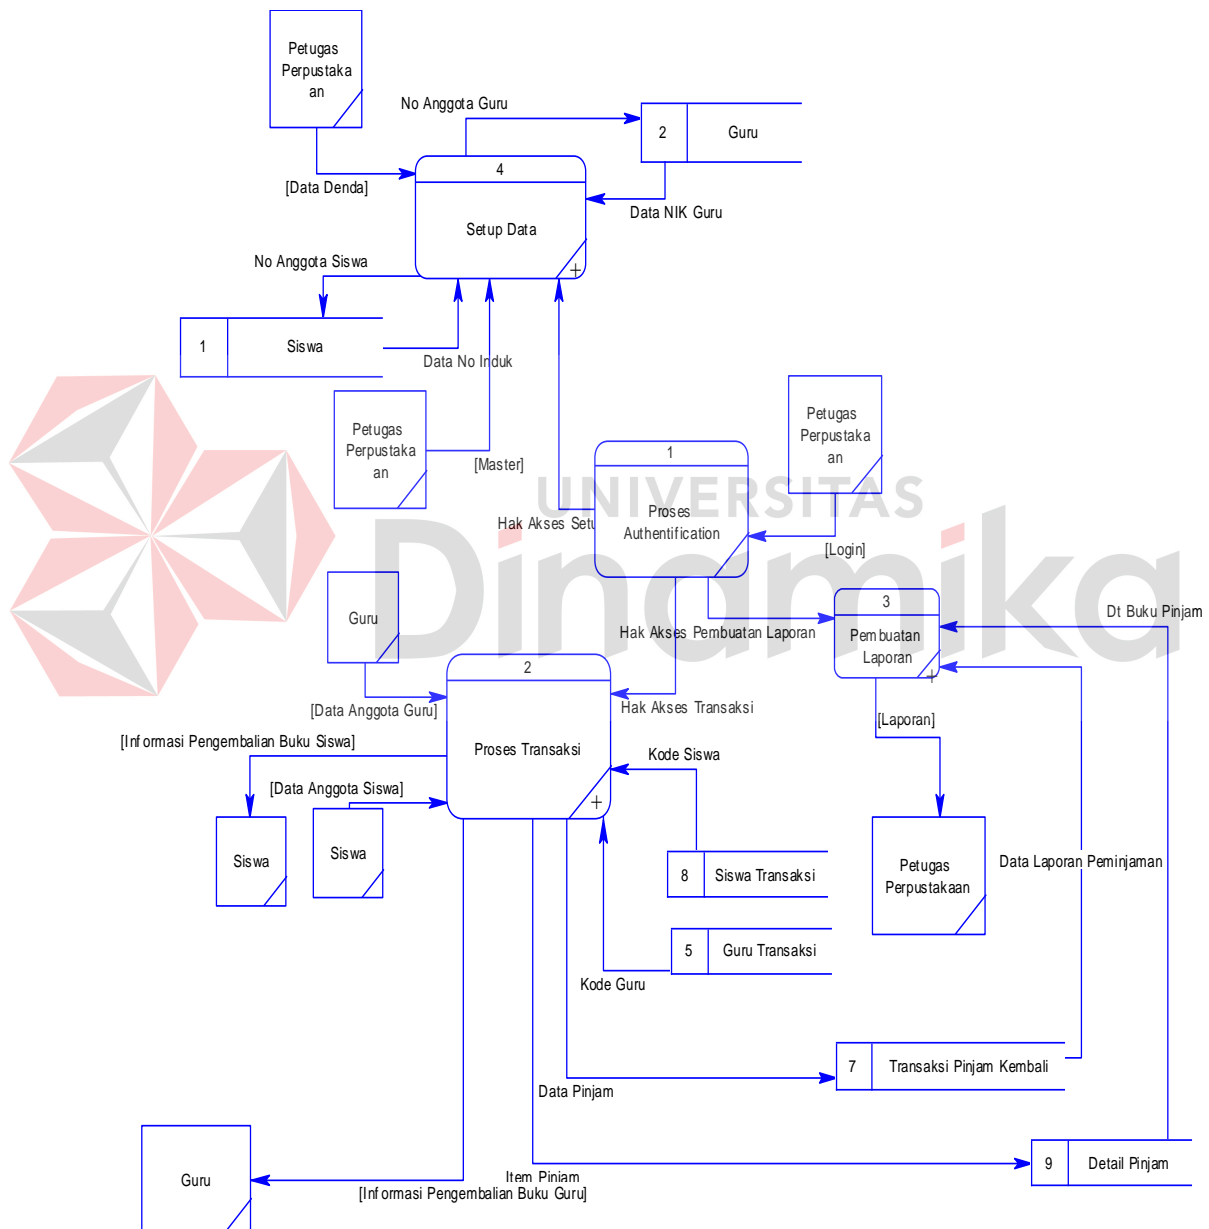 Petugas
Perpustaka
an
No Anggota Guru
2
Guru
4
[Data Denda]
Data NIK Guru
Setup Data
No Anggota Siswa
1
Siswa
Data No Induk
Petugas
Perpustaka
an
[Master]
Petugas
Perpustaka
an
1
Proses
Authentification
Hak Akses Setu
[Login]
UNIVERSITAS
Dinamika
Guru
3
Pembuatan
Laporan
Dt Buku Pinjam
Hak Akses Pembuatan Laporan
2
[Data Anggota Guru]
Hak Akses Transaksi
[Laporan]
[Informasi Pengembalian Buku Siswa]
Proses Transaksi
Kode Siswa
[Data Anggota Siswa]
Siswa
Siswa
8
Siswa Transaksi
Petugas
Perpustakaan
Data Laporan Peminjaman
5
Guru Transaksi
Kode Guru
7
Transaksi Pinjam Kembali
Data Pinjam
9
Detail Pinjam
Guru
Item Pinjam
[Informasi Pengembalian Buku Guru]